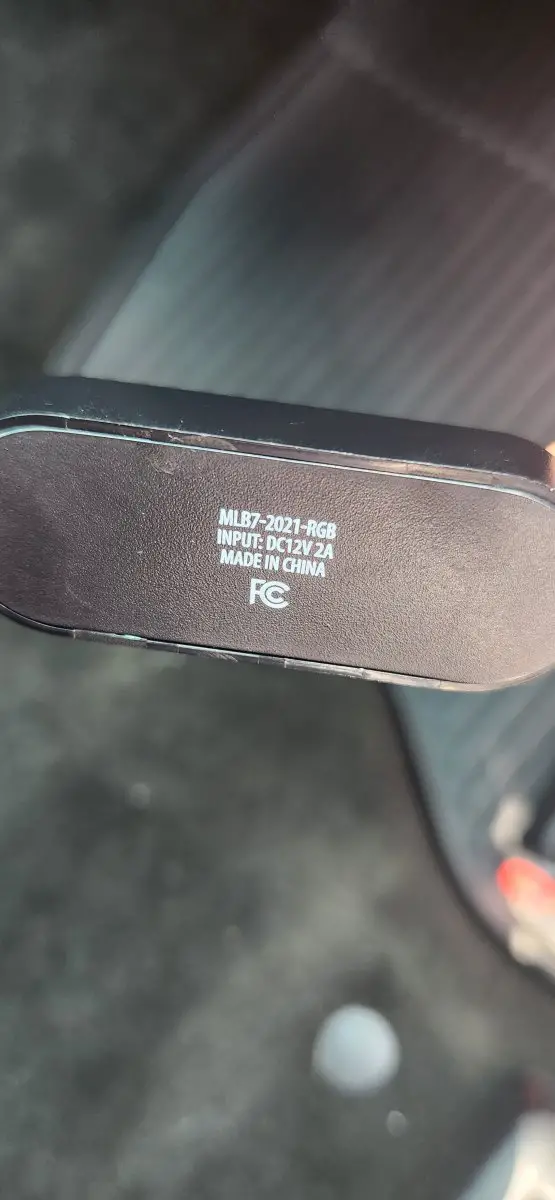 MLB7-2021-RGB
INPUT: DC12V 2A
MADE IN CHINA
FC